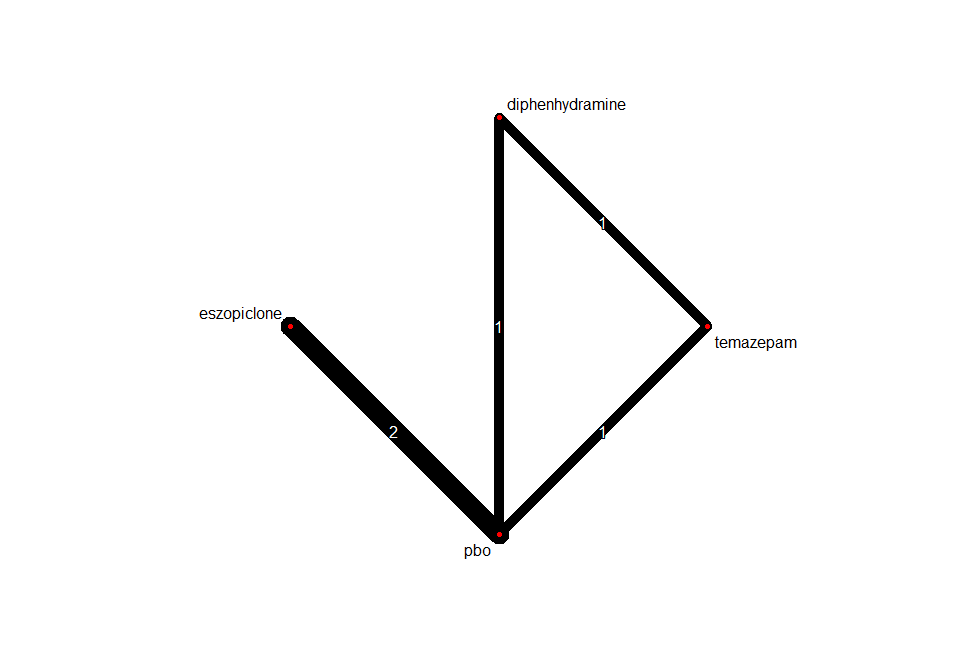 diphenhydramine
1
eszopiclone
1
temazepam
2
1
pbo